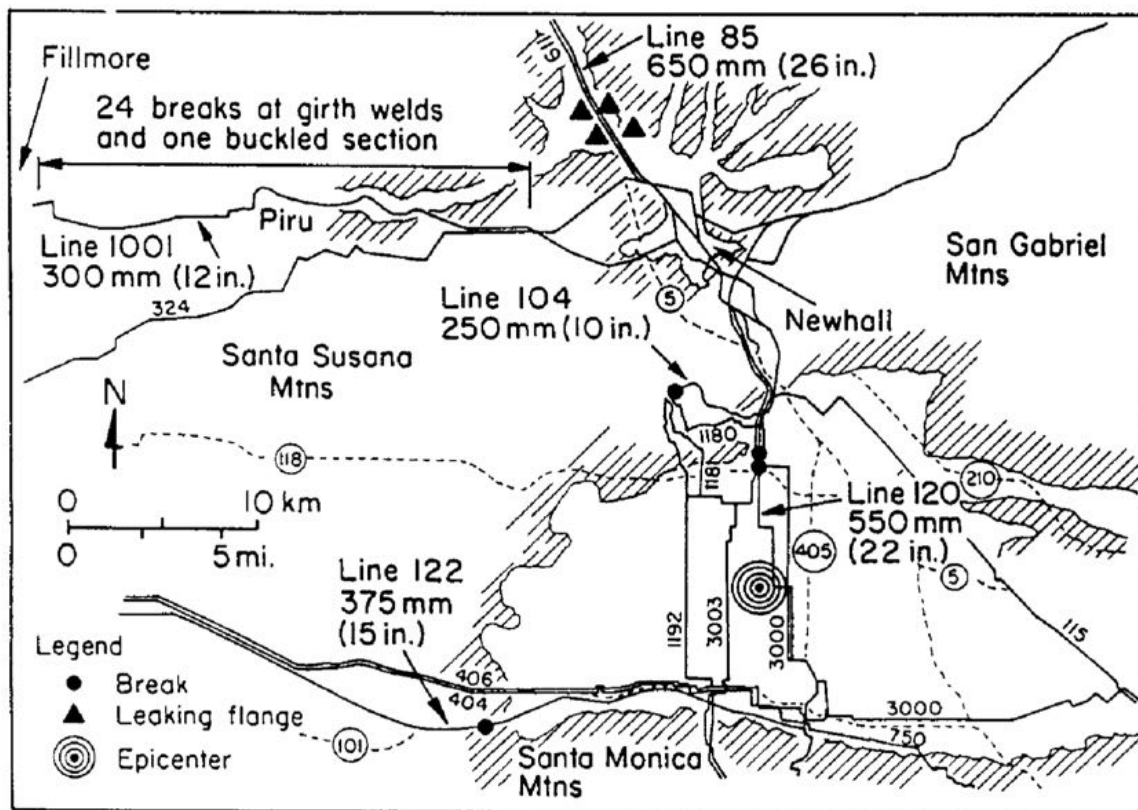 Fillmore
24 breaks at girth welds
and one buckled section
119
Line 85
650 mm (26 in.)
Piru
Line 1001
300 mm (12 in.)
324
San Gabriel
Mtns
Line 104
250 mm (10 in.)
5
Newhall
Santa Susana
Mtns
N
118
1180
1181
210
0 10 km
0 5 mi.
Line 120
550 mm
(22 in.)
405
5
Line 122
375 mm
(15 in.)
1192
3003
3000
115
Legend
Break
Leaking flange
Epicenter
406
404
101
3000
750
Santa Monica
Mtns